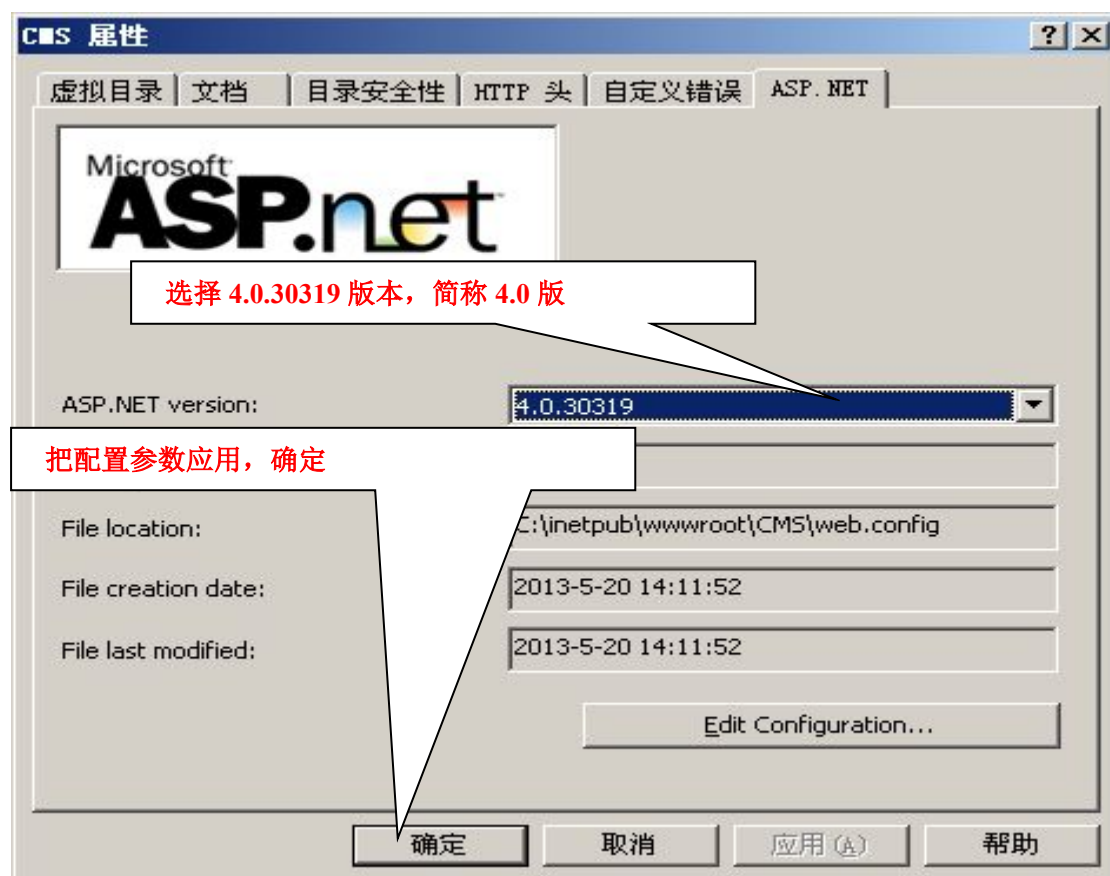 CMS 属性
虚拟目录 文档 目录安全性 HTTP 头 自定义错误 ASP.NET
Microsoft
ASP.net
选择 4.0.30319 版本，简称 4.0 版
ASP.NET version:
4.0.30319
把配置参数应用，确定
File location:
C:\inetpub\wwwroot\CMS\web.config
File creation date:
2013-5-20 14:11:52
File last modified:
2013-5-20 14:11:52
Edit Configuration...
确定 取消 应用(A) 帮助